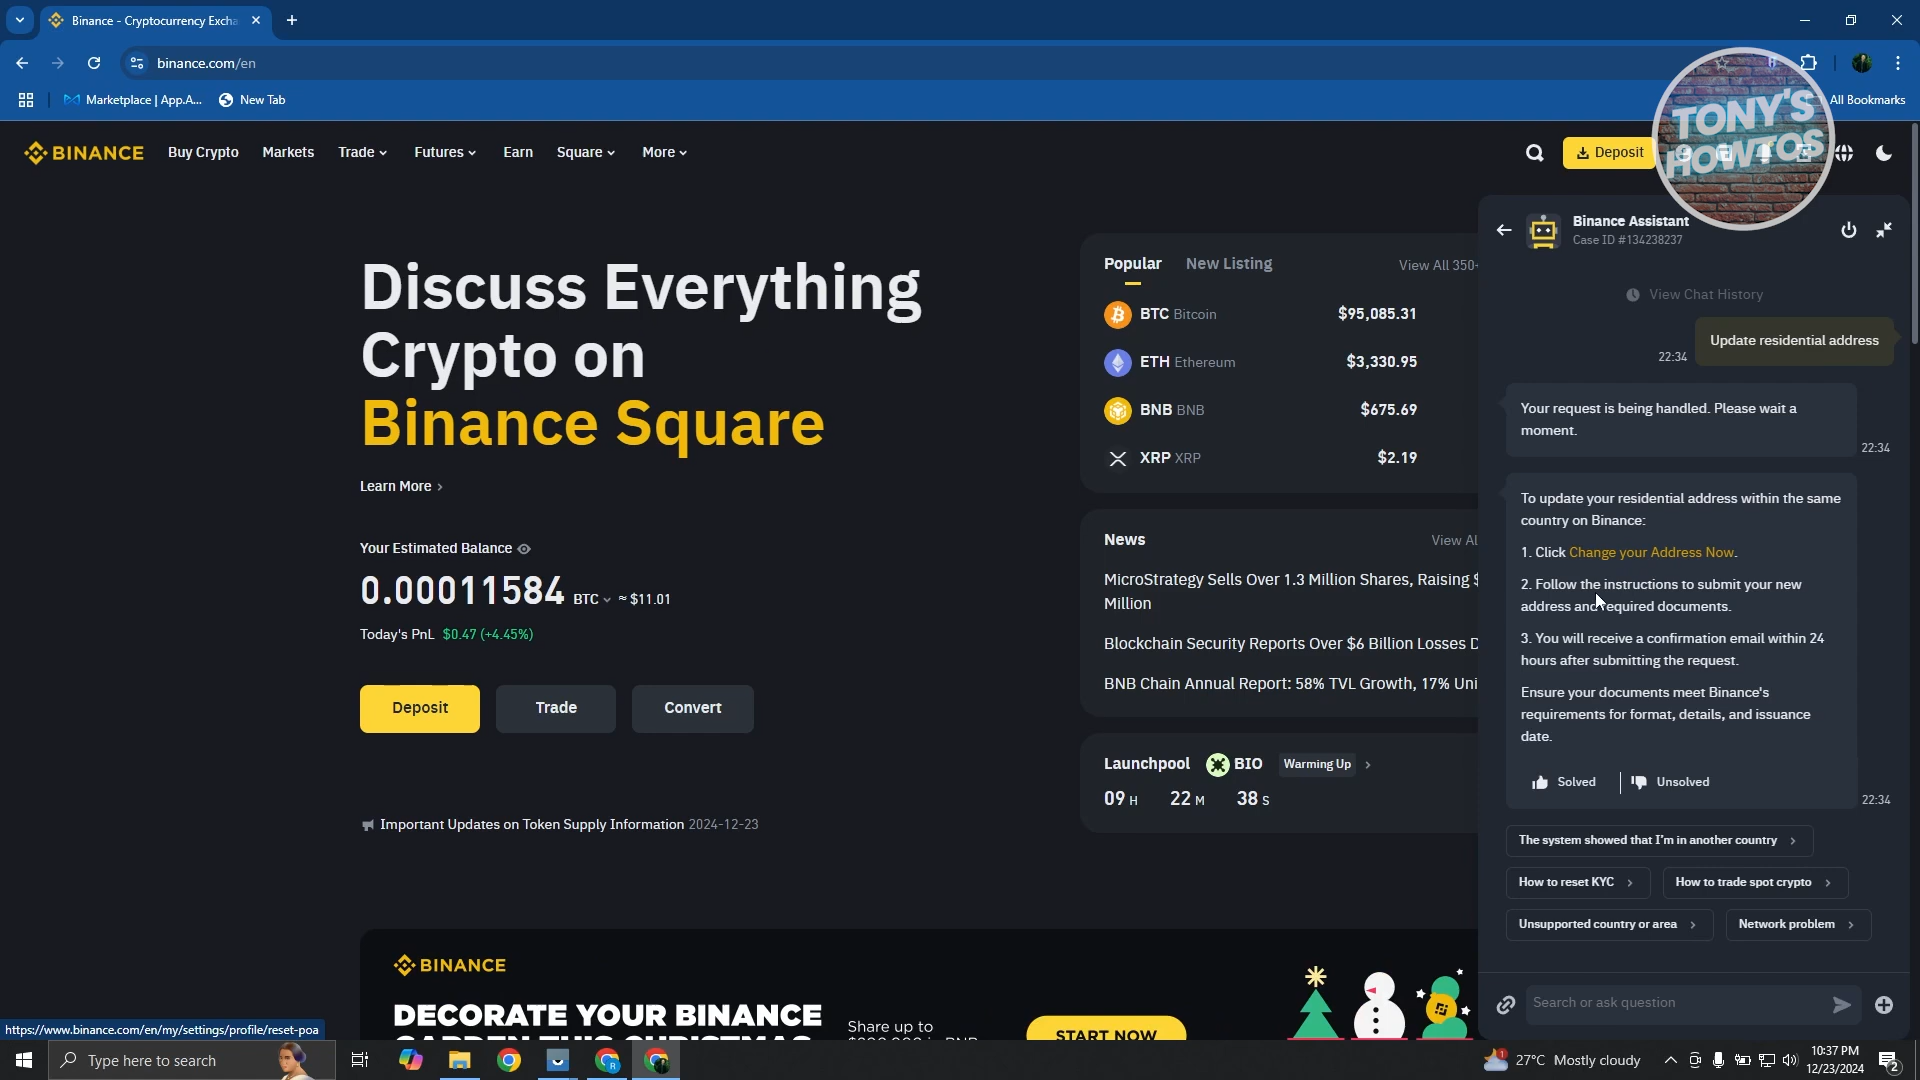 Binance - Cryptocurrency Excha
binance.com/en
Marketplace | App.A...
New Tab
All Bookmarks
TONY'S
HOWTOS
BINANCE
Buy Crypto
Markets
Trade
Futures
Earn
Square
More
Deposit
Discuss Everything
Crypto on
Binance Square
Learn More
Your Estimated Balance
0.00011584 BTC ≈ $11.01
Today's PnL $0.47 (+4.45%)
Deposit
Trade
Convert
Important Updates on Token Supply Information 2024-12-23
Popular
New Listing
View All 350+
BTC Bitcoin $95,085.31
ETH Ethereum $3,330.95
BNB BNB $675.69
XRP XRP $2.19
News
View Al
MicroStrategy Sells Over 1.3 Million Shares, Raising $
Million
Blockchain Security Reports Over $6 Billion Losses D
BNB Chain Annual Report: 58% TVL Growth, 17% Uni
Launchpool BIO Warming Up
09 H 22 M 38 S
BINANCE
DECORATE YOUR BINANCE
GARDEN THIS CHRISTMAS
Share up to
START NOW
Binance Assistant
Case ID #134238237
View Chat History
Update residential address
22:34
Your request is being handled. Please wait a
moment.
22:34
To update your residential address within the same
country on Binance:
1. Click Change your Address Now.
2. Follow the instructions to submit your new
address and required documents.
3. You will receive a confirmation email within 24
hours after submitting the request.
Ensure your documents meet Binance's
requirements for format, details, and issuance
date.
Solved
Unsolved
22:34
The system showed that I'm in another country
How to reset KYC
How to trade spot crypto
Unsupported country or area
Network problem
Search or ask question
https://www.binance.com/en/my/settings/profile/reset-poa
Type here to search
27°C Mostly cloudy
10:37 PM
12/23/2024
2